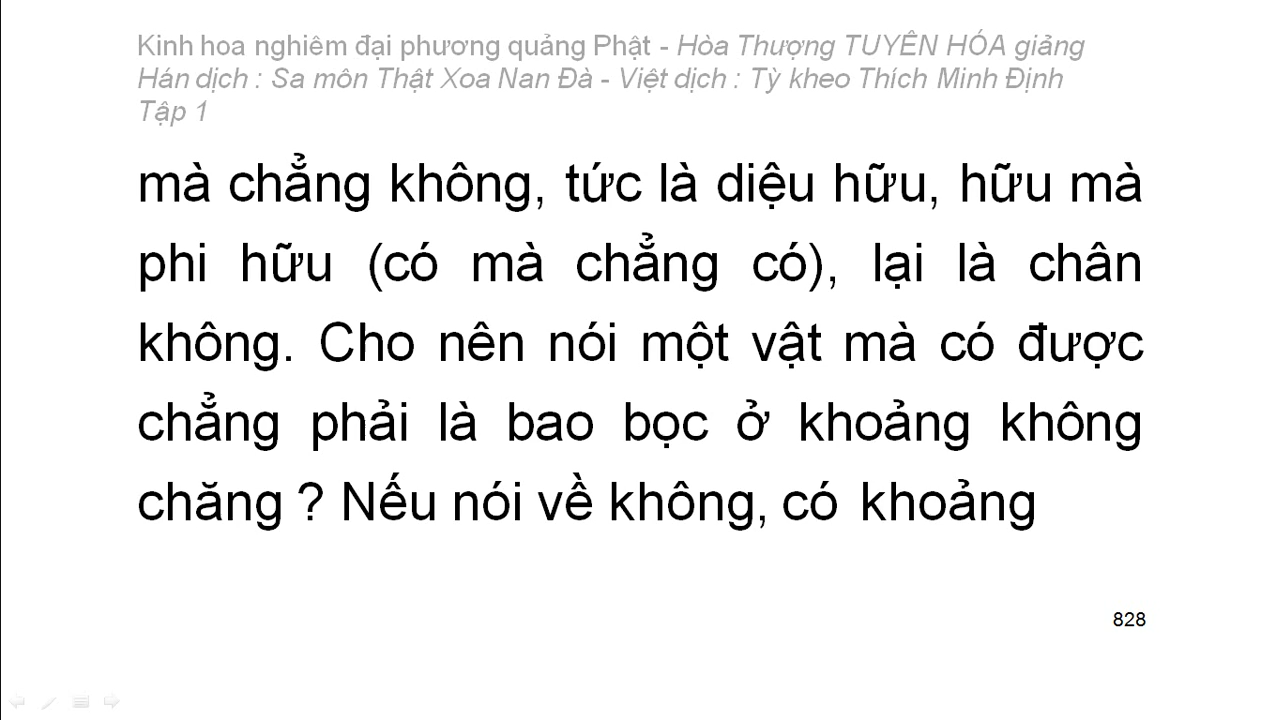 Kinh hoa nghiêm đại phương quảng Phật - Hòa Thượng TUYÊN HÓA giảng
Hán dịch : Sa môn Thật Xoa Nan Đà - Việt dịch : Tỳ kheo Thích Minh Định
Tập 1
mà chẳng không, tức là diệu hữu, hữu mà
phi hữu (có mà chẳng có), lại là chân
không. Cho nên nói một vật mà có được
chẳng phải là bao bọc ở khoảng không
chăng ? Nếu nói về không, có khoảng
828